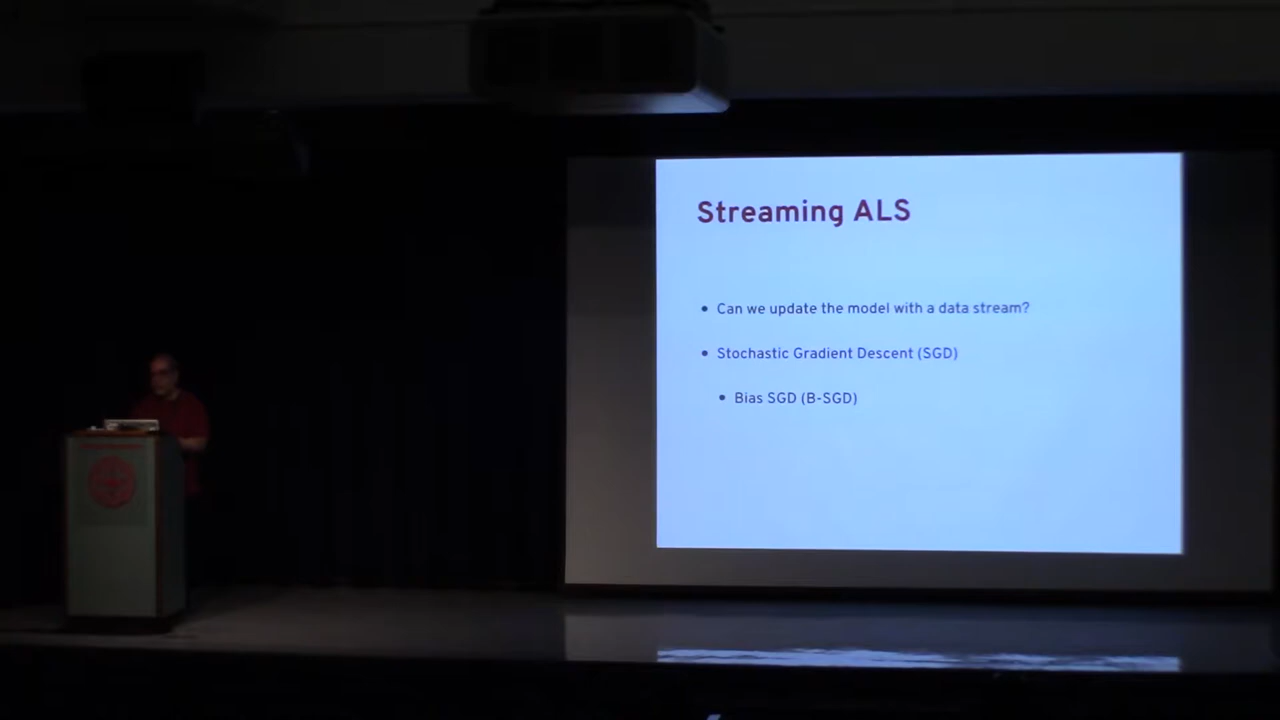 Streaming ALS
• Can we update the model with a data stream?
• Stochastic Gradient Descent (SGD)
• Bias SGD (B-SGD)